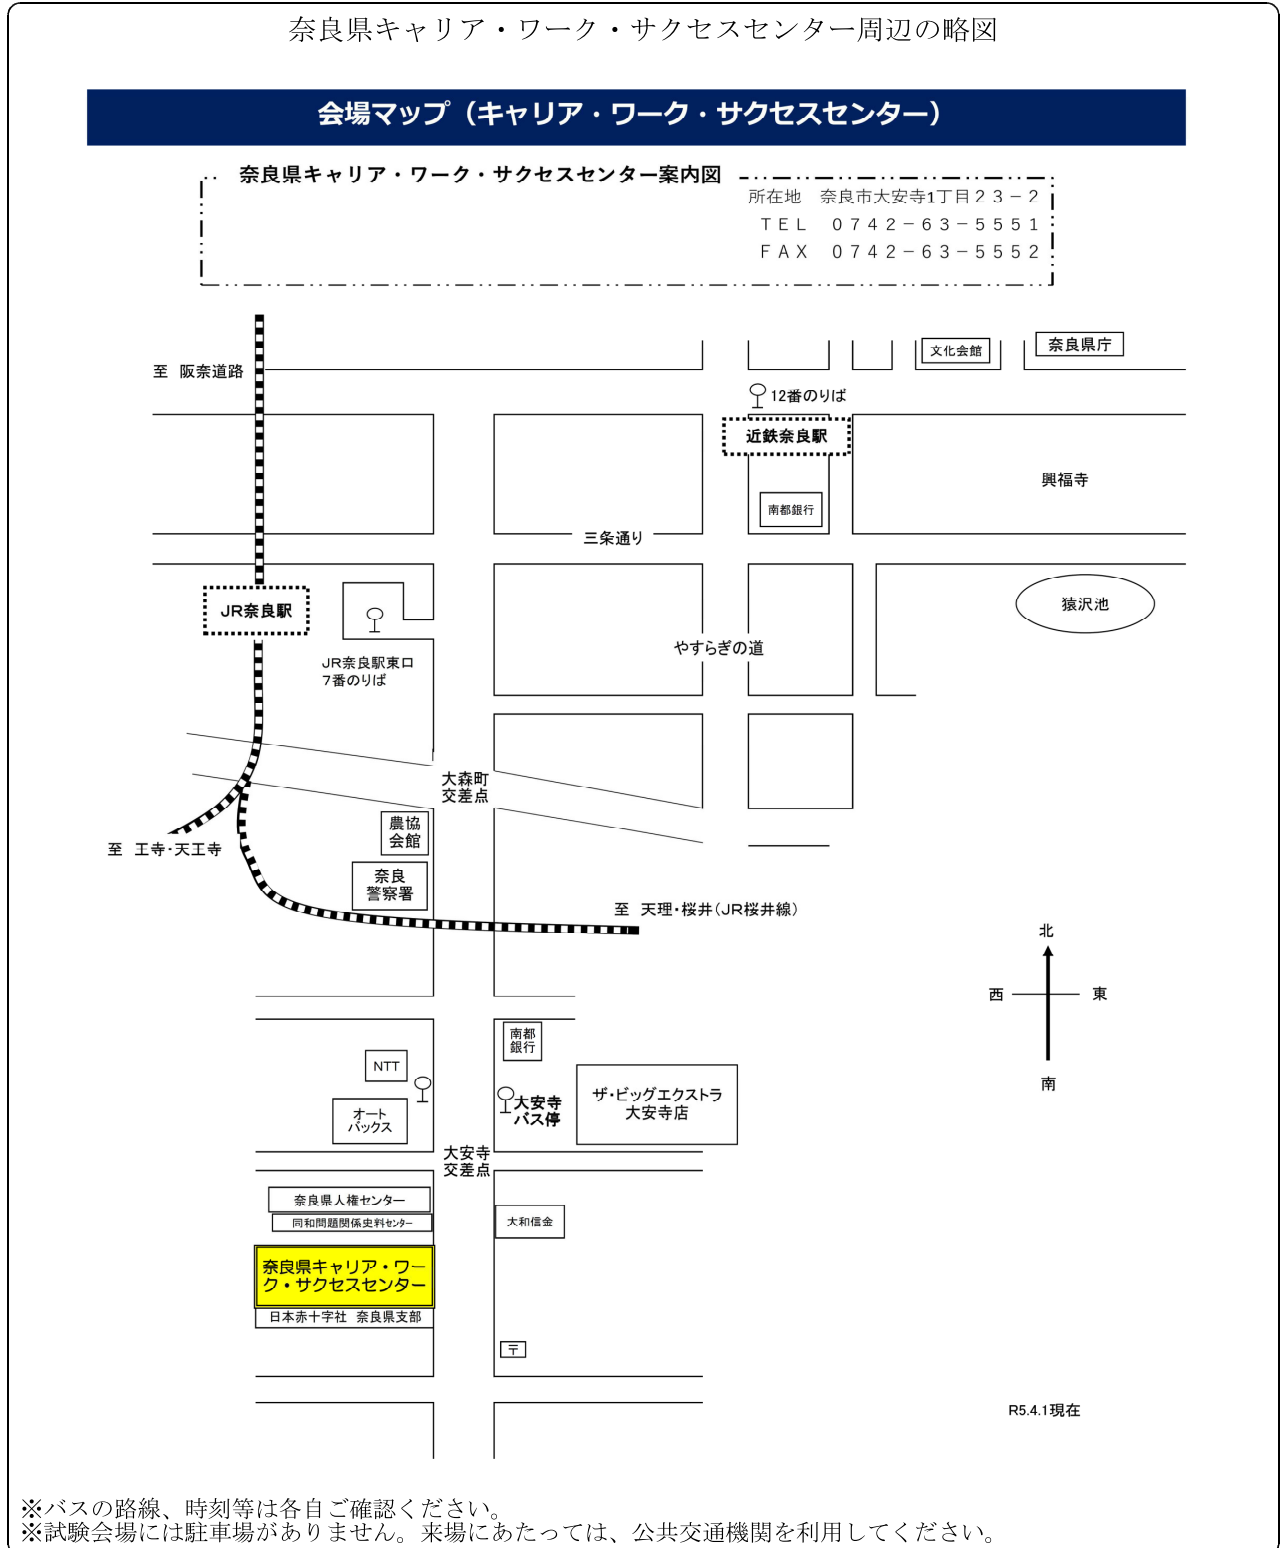 奈良県キャリア・ワーク・サクセスセンター周辺の略図
会場マップ（キャリア・ワーク・サクセスセンター）
奈良県キャリア・ワーク・サクセスセンター案内図
所在地　奈良市大安寺1丁目２３－２
ＴＥＬ　０７４２－６３－５５５１
ＦＡＸ　０７４２－６３－５５５２
文化会館
奈良県庁
至　阪奈道路
12番のりば
近鉄奈良駅
興福寺
南都銀行
三条通り
JR奈良駅
猿沢池
やすらぎの道
JR奈良駅東口
7番のりば
大森町
交差点
農協
会館
至　王寺・天王寺
奈良
警察署
至　天理・桜井（JR桜井線）
北
西
東
南
南都
銀行
NTT
大安寺
バス停
ザ・ビッグエクストラ
大安寺店
オート
バックス
大安寺
交差点
奈良県人権センター
同和問題関係史料センター
大和信金
奈良県キャリア・ワー
ク・サクセスセンター
日本赤十字社　奈良県支部
〒
R5.4.1現在
※バスの路線、時刻等は各自ご確認ください。
※試験会場には駐車場がありません。来場にあたっては、公共交通機関を利用してください。